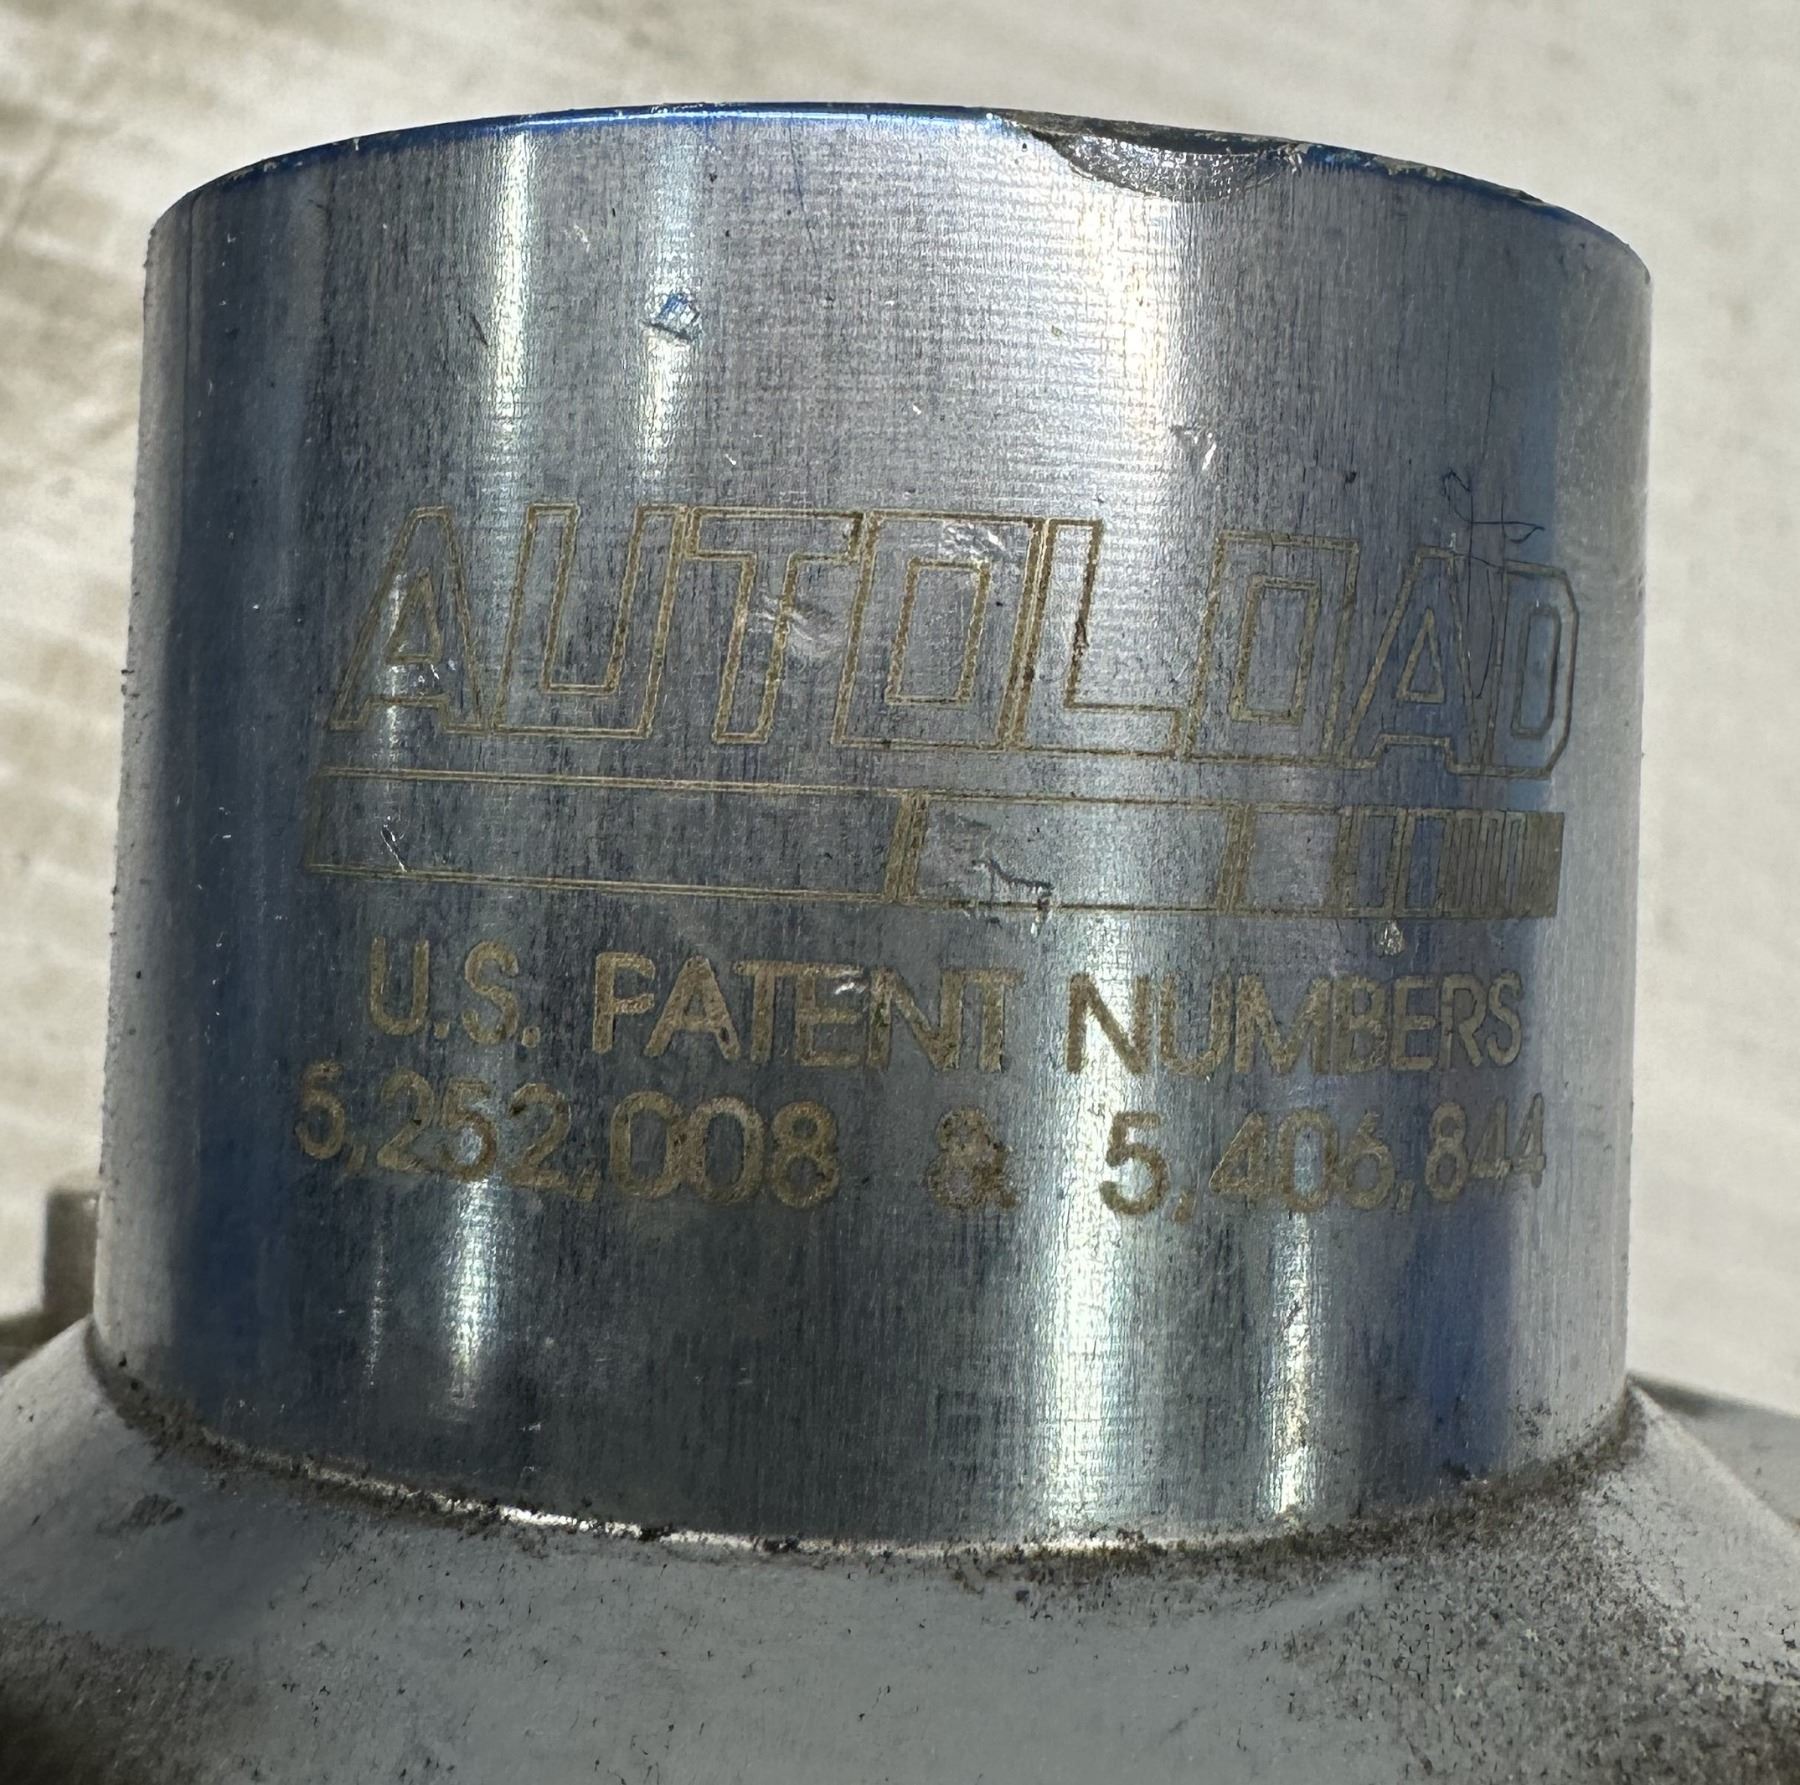 AUTOLOAD
U.S. PATENT NUMBERS
5,252,008 & 5,406,844